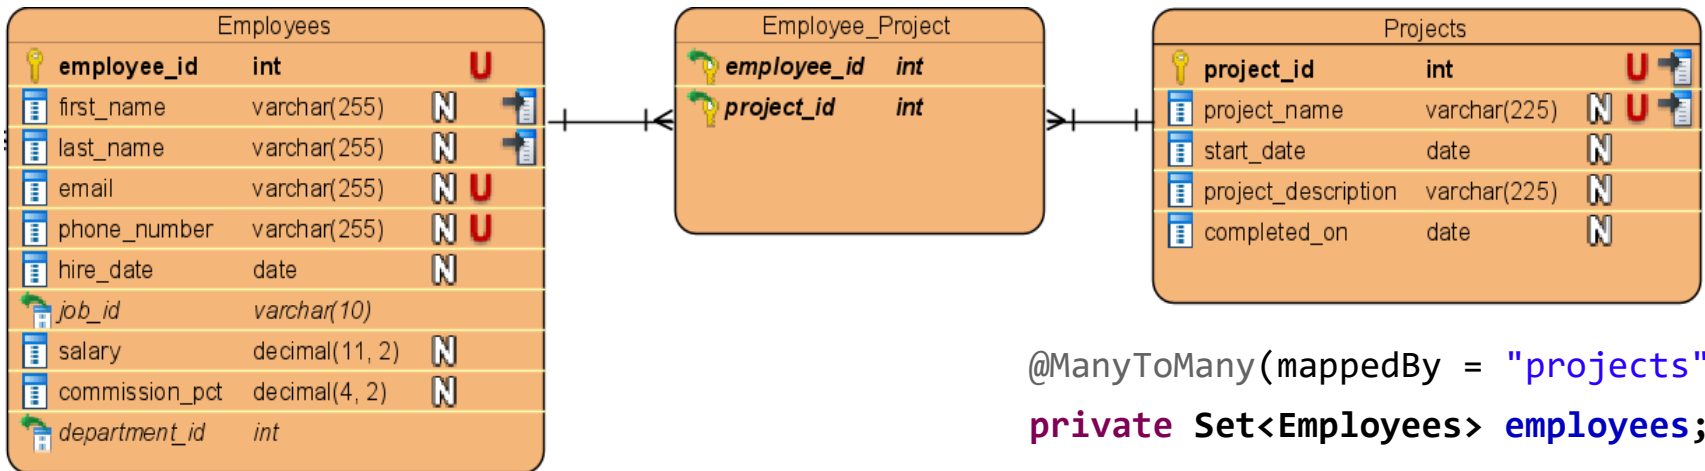 Employees
employee_id int U
first_name varchar(255) N
last_name varchar(255) N
email varchar(255) N U
phone_number varchar(255) N U
hire_date date N
job_id varchar(10)
salary decimal(11, 2) N
commission_pct decimal(4, 2) N
department_id int
Employee_Project
employee_id int
project_id int
Projects
project_id int U
project_name varchar(225) N U
start_date date N
project_description varchar(225) N
completed_on date N
@ManyToMany(mappedBy = "projects"
private Set<Employees> employees;